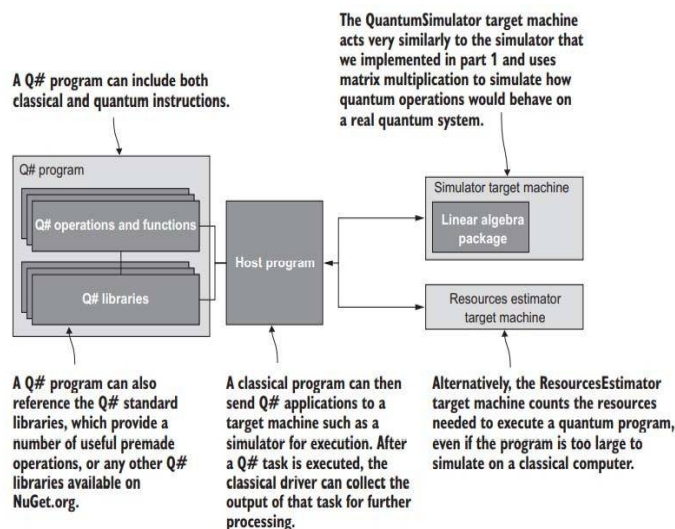 The QuantumSimulator target machine
acts very similarly to the simulator that
we implemented in part 1 and uses
matrix multiplication to simulate how
quantum operations would behave on
a real quantum system.
A Q# program can include both
classical and quantum instructions.
Q# program
Q# operations and functions
Q# libraries
Host program
Simulator target machine
Linear algebra
package
Resources estimator
target machine
A Q# program can also
reference the Q# standard
libraries, which provide a
number of useful premade
operations, or any other Q#
libraries available on
NuGet.org.
A classical program can then
send Q# applications to a
target machine such as a
simulator for execution. After
a Q# task is executed, the
classical driver can collect the
output of that task for further
processing.
Alternatively, the ResourcesEstimator
target machine counts the resources
needed to execute a quantum program,
even if the program is too large to
simulate on a classical computer.